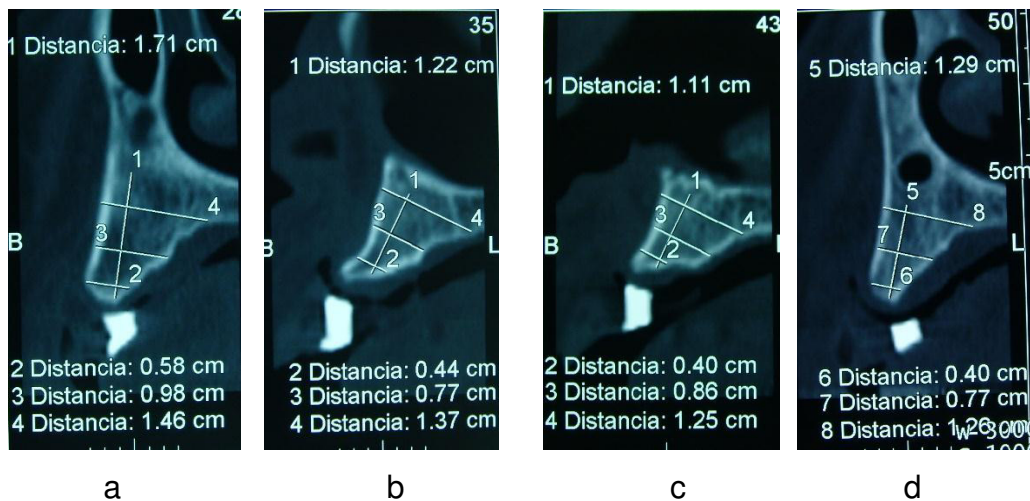 28
1 Distancia: 1.71 cm
1
4
3
B
2
2 Distancia: 0.58 cm
3 Distancia: 0.98 cm
4 Distancia: 1.46 cm
a
35
1 Distancia: 1.22 cm
1
3
4
B
L
2
2 Distancia: 0.44 cm
3 Distancia: 0.77 cm
4 Distancia: 1.37 cm
b
43
1 Distancia: 1.11 cm
1
3
4
B
2
2 Distancia: 0.40 cm
3 Distancia: 0.86 cm
4 Distancia: 1.25 cm
c
50
5 Distancia: 1.29 cm
5cm
5
8
7
B
L
6
6 Distancia: 0.40 cm
7 Distancia: 0.77 cm
8 Distancia: 1.26 cm
d